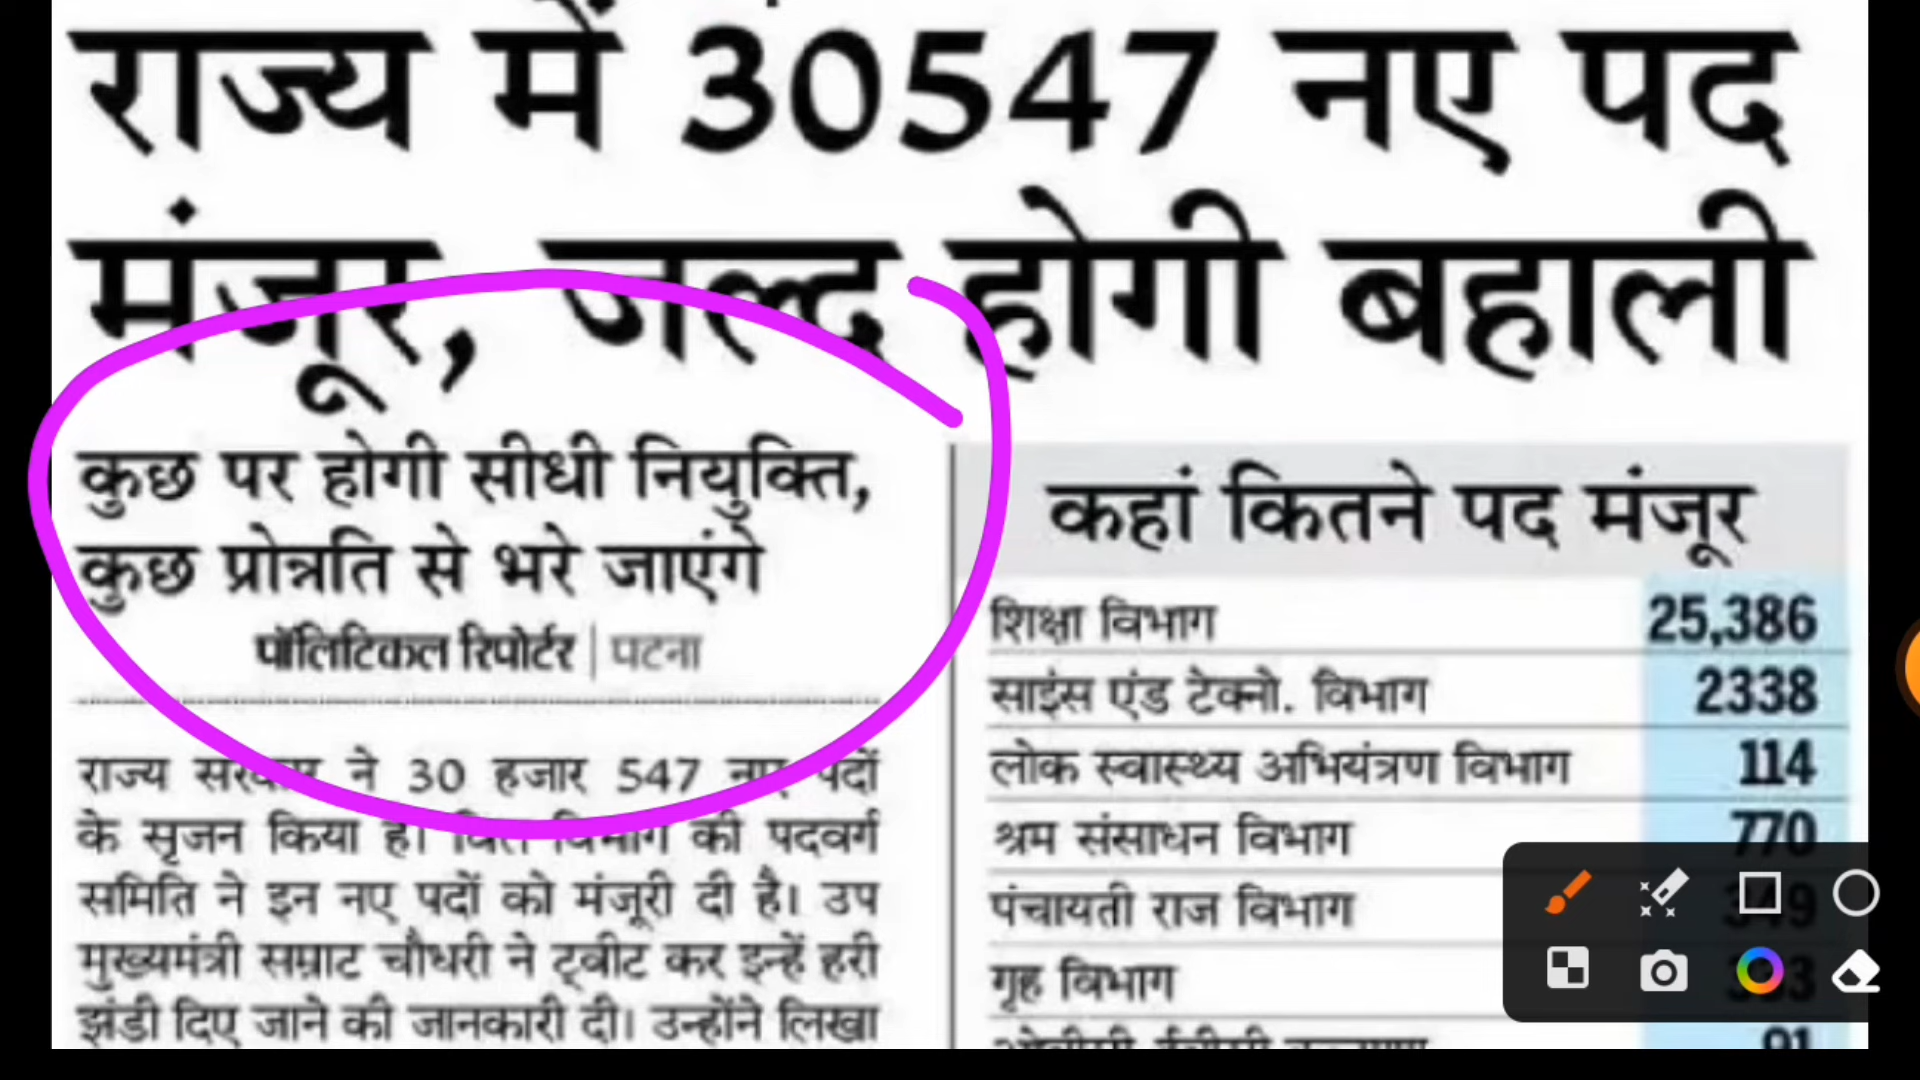 राज्य में 30547 नए पद
मंजूर, जल्द होगी बहाली
कुछ पर होगी सीधी नियुक्ति,
कुछ प्रोन्नति से भरे जाएंगे
पॉलिटिकल रिपोर्टर | पटना
राज्य सरकार ने 30 हजार 547 नए पदों
के सृजन किया है। वित्त विभाग की पदवर्ग
समिति ने इन नए पदों को मंजूरी दी है। उप
मुख्यमंत्री सम्राट चौधरी ने ट्वीट कर इन्हें हरी
झंडी दिए जाने की जानकारी दी। उन्होंने लिखा
कहां कितने पद मंजूर
शिक्षा विभाग 25,386
साइंस एंड टेक्नो. विभाग 2338
लोक स्वास्थ्य अभियंत्रण विभाग 114
श्रम संसाधन विभाग 770
पंचायती राज विभाग
गृह विभाग